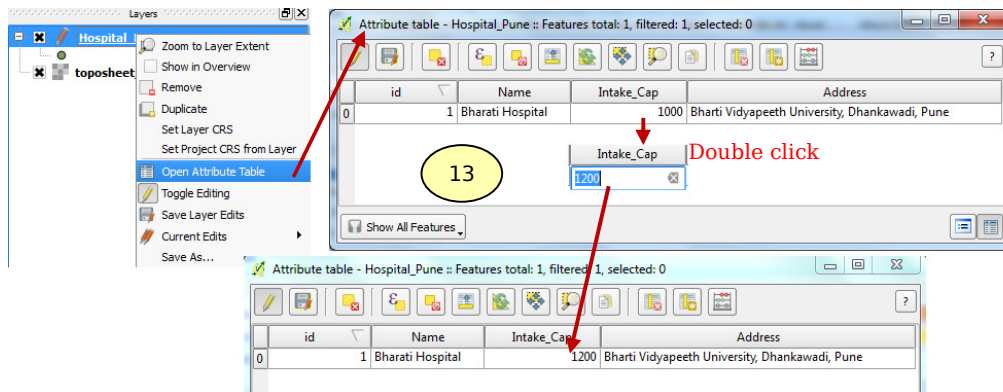 Layers
Hospital
toposheet
Zoom to Layer Extent
Show in Overview
Remove
Duplicate
Set Layer CRS
Set Project CRS from Layer
Open Attribute Table
Toggle Editing
Save Layer Edits
Current Edits
Save As...
Attribute table - Hospital_Pune :: Features total: 1, filtered: 1, selected: 0
?
id Name Intake_Cap Address
0 1 Bharati Hospital 1000 Bharti Vidyapeeth University, Dhankawadi, Pune
Intake_Cap Double click
1200
13
Show All Features
Attribute table - Hospital_Pune :: Features total: 1, filtered: 1, selected: 0
?
id Name Intake_Cap Address
0 1 Bharati Hospital 1200 Bharti Vidyapeeth University, Dhankawadi, Pune